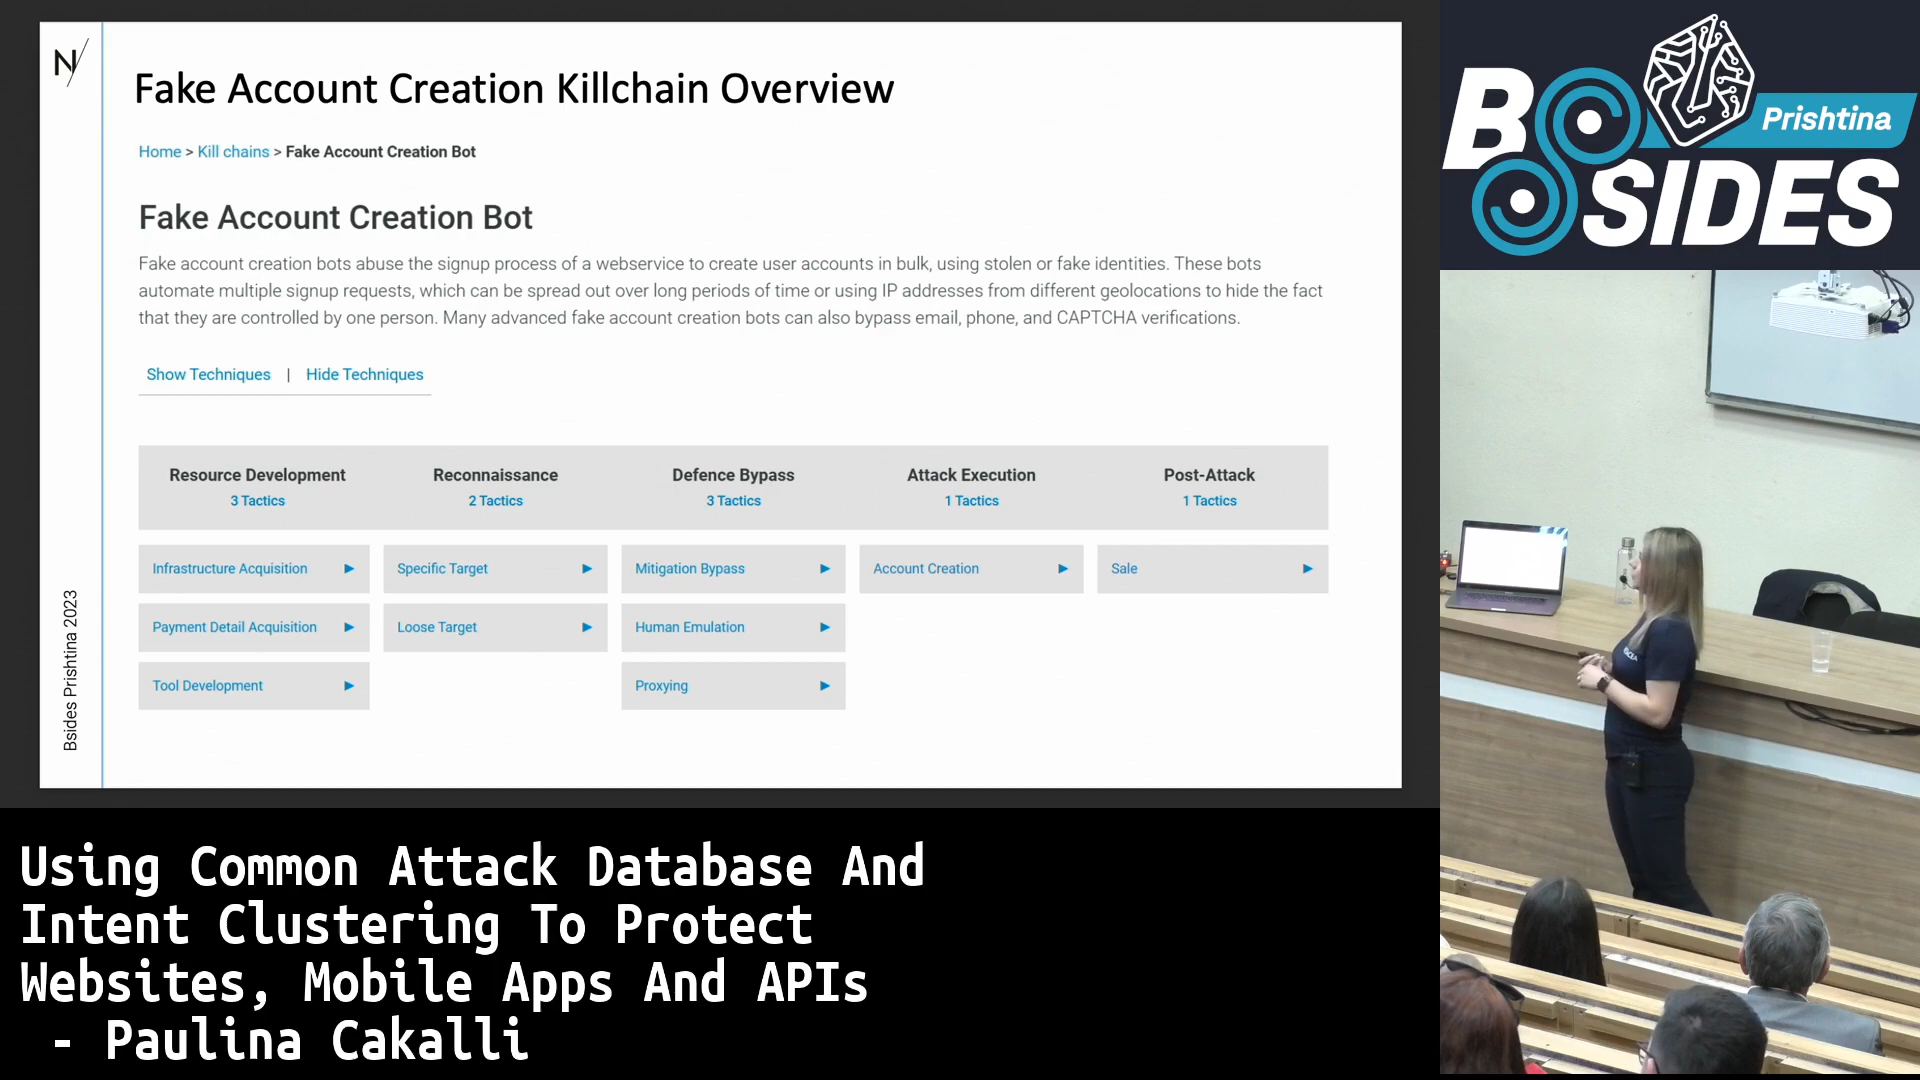 N/
Fake Account Creation Killchain Overview
Home > Kill chains > Fake Account Creation Bot
Fake Account Creation Bot
Fake account creation bots abuse the signup process of a webservice to create user accounts in bulk, using stolen or fake identities. These bots
automate multiple signup requests, which can be spread out over long periods of time or using IP addresses from different geolocations to hide the fact
that they are controlled by one person. Many advanced fake account creation bots can also bypass email, phone, and CAPTCHA verifications.
Show Techniques | Hide Techniques
Resource Development
3 Tactics
Infrastructure Acquisition
Payment Detail Acquisition
Tool Development
Reconnaissance
2 Tactics
Specific Target
Loose Target
Defence Bypass
3 Tactics
Mitigation Bypass
Human Emulation
Proxying
Attack Execution
1 Tactics
Account Creation
Post-Attack
1 Tactics
Sale
Bsides Prishtina 2023
BSIDES
Prishtina
Using Common Attack Database And
Intent Clustering To Protect
Websites, Mobile Apps And APIs
- Paulina Cakalli